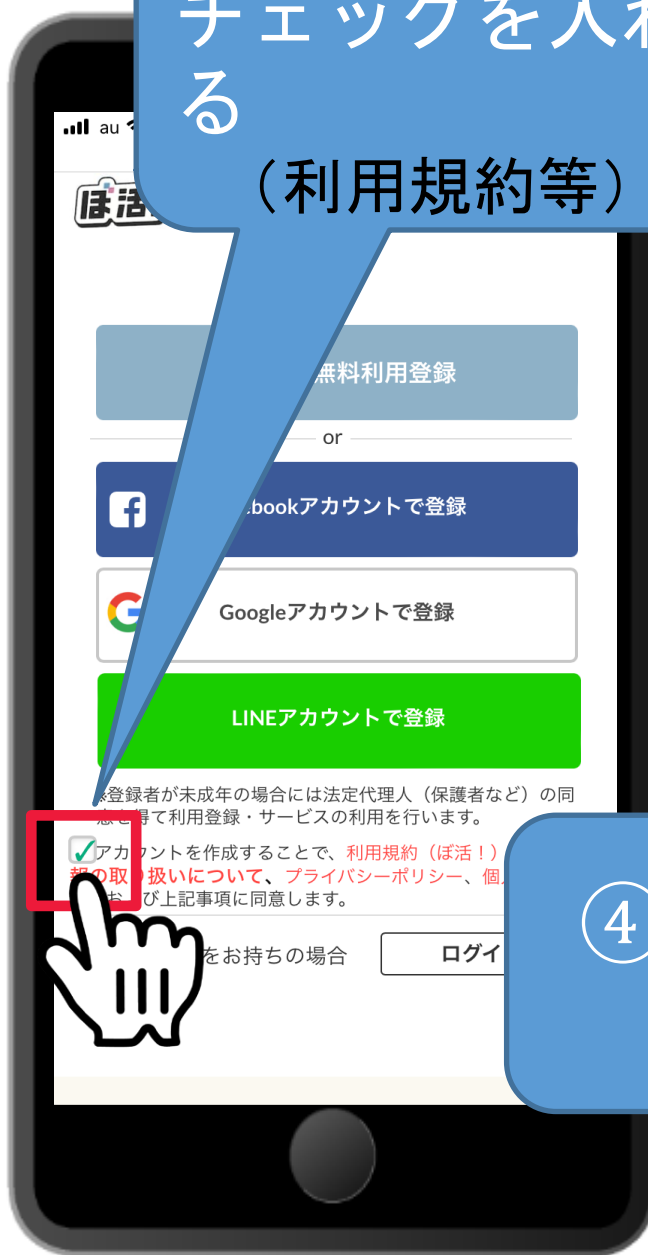 チェックを入れ
る
（利用規約等）
au
ぼ活
無料利用登録
or
ebookアカウントで登録
Googleアカウントで登録
LINEアカウントで登録
登録者が未成年の場合には法定代理人（保護者など）の同
得て利用登録・サービスの利用を行います。
アカウントを作成することで、利用規約（ぼ活！）
報の取り扱いについて、プライバシーポリシー、個
び上記事項に同意します。
をお持ちの場合
ログイ
④